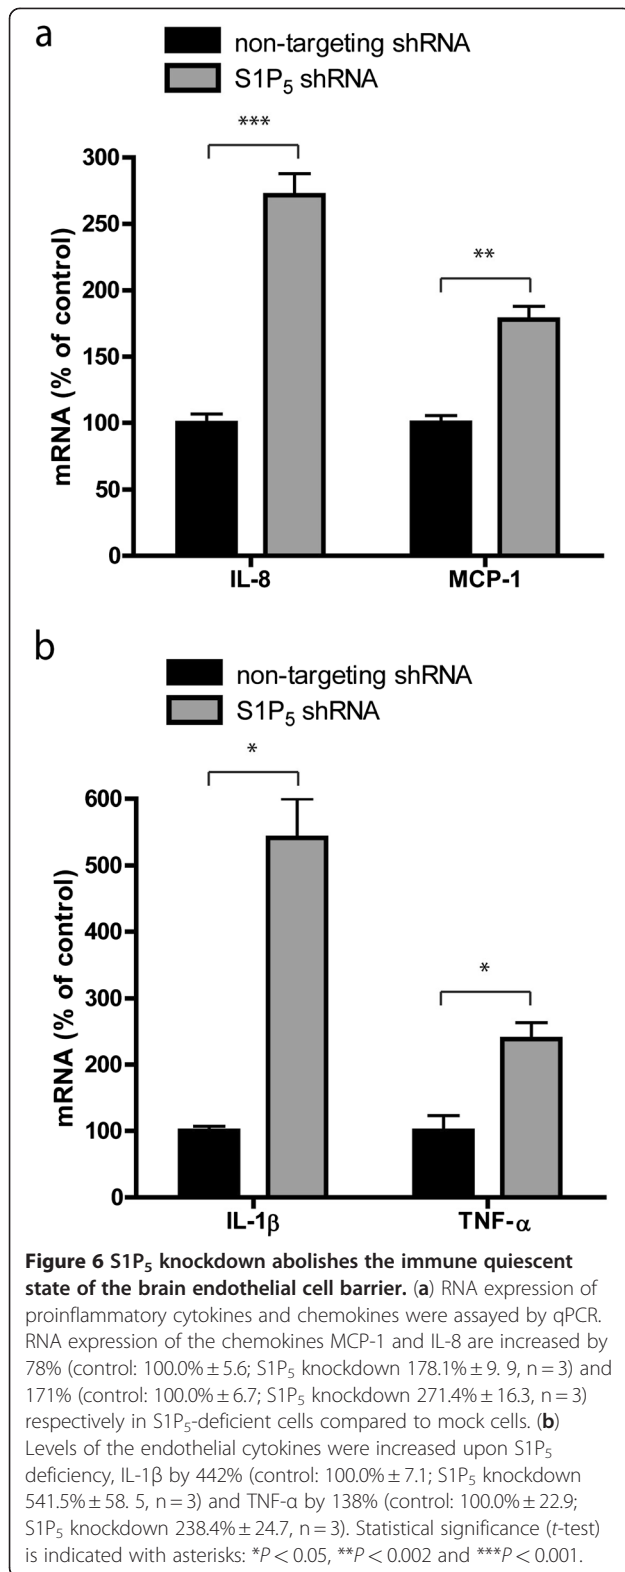 a
non-targeting shRNA
S1P5 shRNA
***
**
300
250
200
150
100
50
0
mRNA (% of control)
IL-8
MCP-1
b
non-targeting shRNA
S1P5 shRNA
*
*
600
500
400
300
200
100
0
mRNA (% of control)
IL-1β
TNF-α
Figure 6 S1P5 knockdown abolishes the immune quiescent
state of the brain endothelial cell barrier. (a) RNA expression of
proinflammatory cytokines and chemokines were assayed by qPCR.
RNA expression of the chemokines MCP-1 and IL-8 are increased by
78% (control: 100.0% ± 5.6; S1P5 knockdown 178.1% ± 9. 9, n = 3) and
171% (control: 100.0% ± 6.7; S1P5 knockdown 271.4% ± 16.3, n = 3)
respectively in S1P5-deficient cells compared to mock cells. (b)
Levels of the endothelial cytokines were increased upon S1P5
deficiency, IL-1β by 442% (control: 100.0% ± 7.1; S1P5 knockdown
541.5% ± 58. 5, n = 3) and TNF-α by 138% (control: 100.0% ± 22.9;
S1P5 knockdown 238.4% ± 24.7, n = 3). Statistical significance (t-test)
is indicated with asterisks: *P < 0.05, **P < 0.002 and ***P < 0.001.